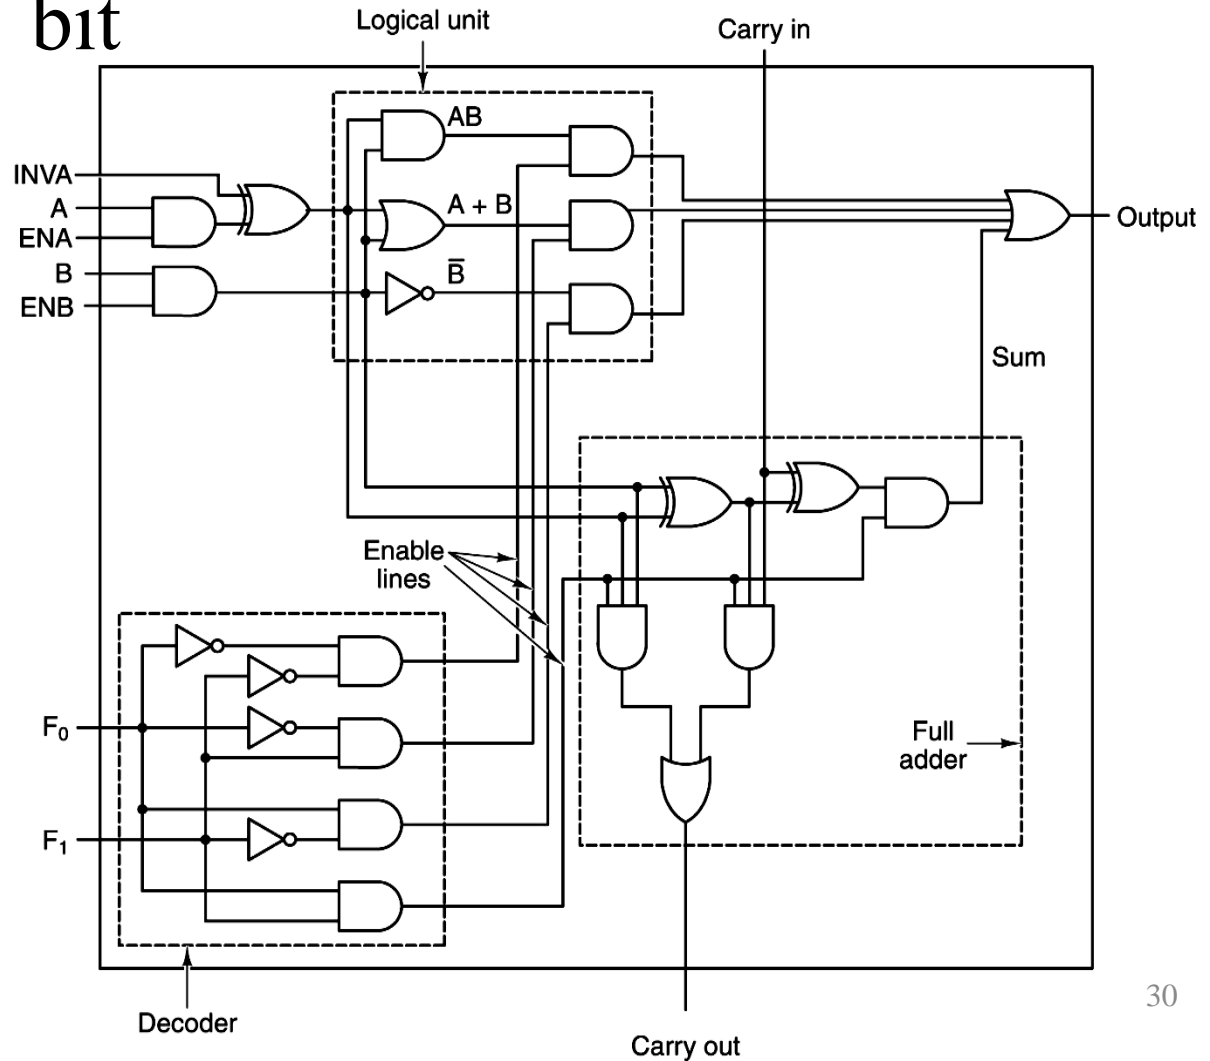 bit
Logical unit
Carry in
INVA
A
ENA
B
ENB
AB
A + B
B̅
Output
Sum
Enable
lines
F₀
F₁
Full
adder
Decoder
Carry out
30